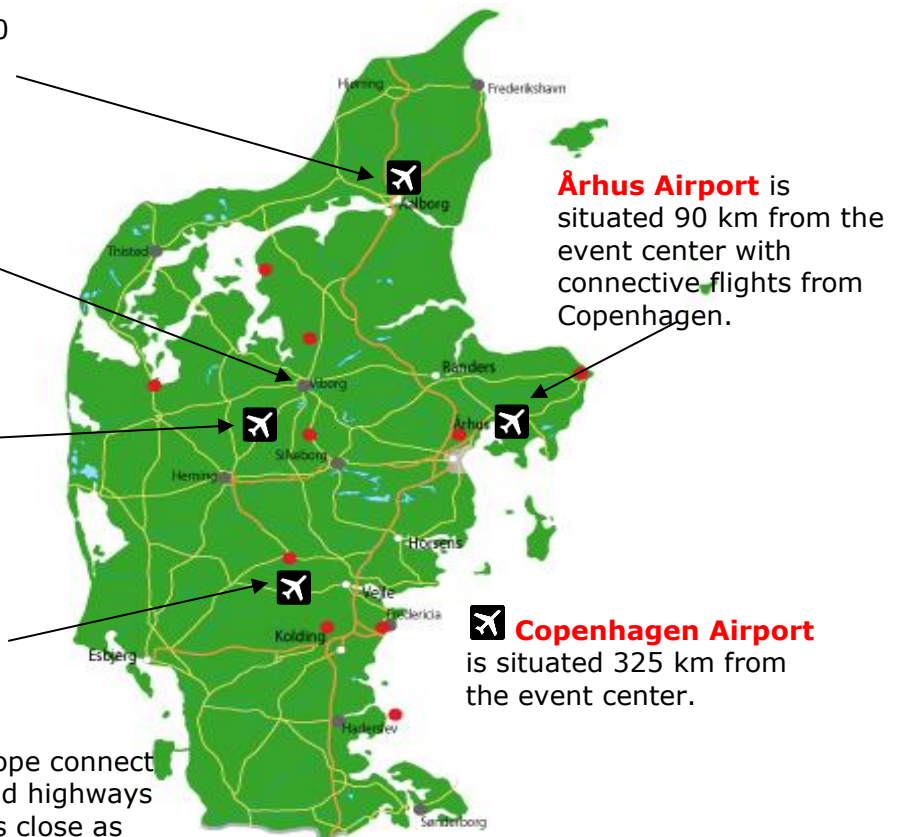 0
Hjørring
Frederikshavn
Århus Airport is
situated 90 km from the
event center with
connective flights from
Copenhagen.
Aalborg
Thisted
Randers
Viborg
Århus
Silkeborg
Herning
Horsens
Vejle
Fredericia
Kolding
Esbjerg
Copenhagen Airport
is situated 325 km from
the event center.
Haderslev
ope connect
d highways
s close as
Sønderborg